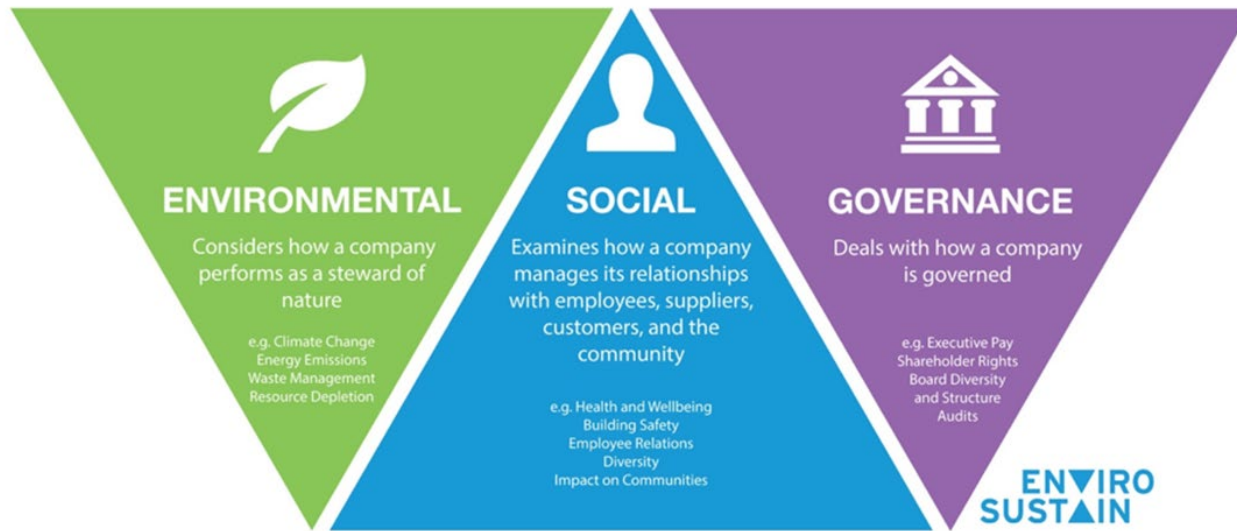 ENVIRONMENTAL
Considers how a company
performs as a steward of
nature
e.g. Climate Change
Energy Emissions
Waste Management
Resource Depletion
SOCIAL
Examines how a company
manages its relationships
with employees, suppliers,
customers, and the
community
e.g. Health and Wellbeing
Building Safety
Employee Relations
Diversity
Impact on Communities
GOVERNANCE
Deals with how a company
is governed
e.g. Executive Pay
Shareholder Rights
Board Diversity
and Structure
Audits
ENVIRO
SUSTAIN